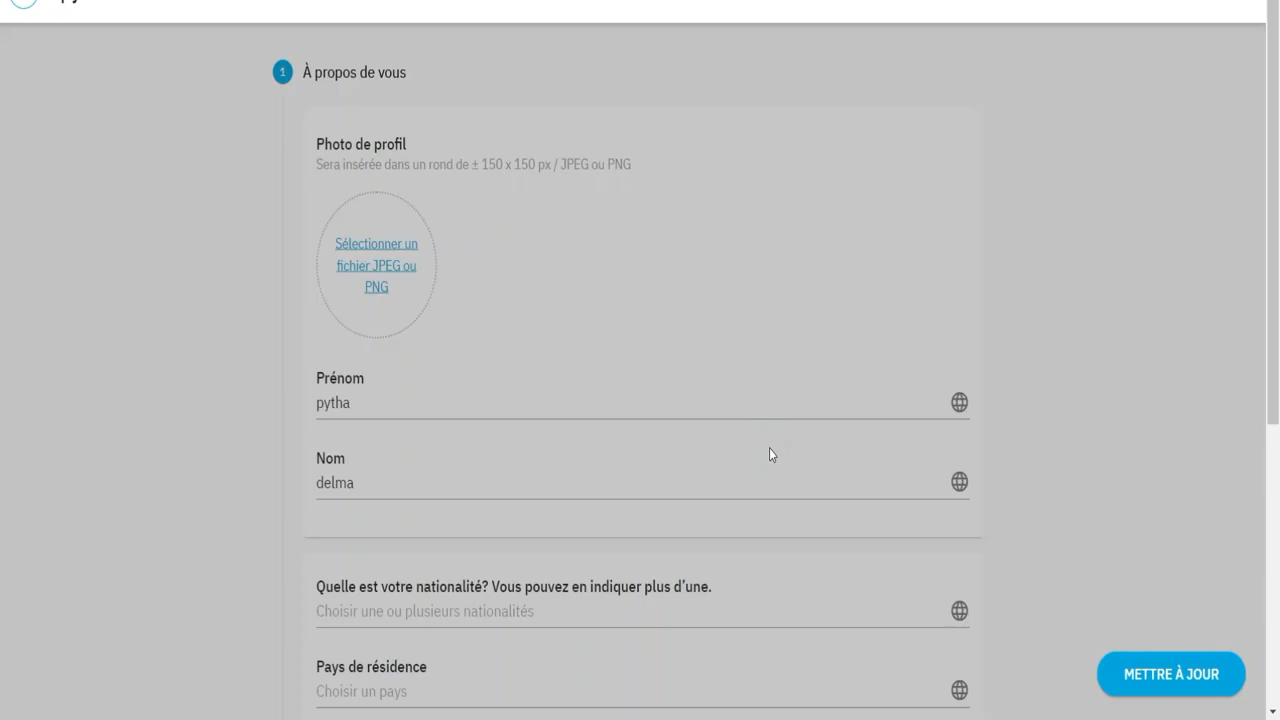 1 À propos de vous
Photo de profil
Sera insérée dans un rond de ± 150 x 150 px / JPEG ou PNG
Sélectionner un
fichier JPEG ou
PNG
Prénom
pytha
Nom
delma
Quelle est votre nationalité? Vous pouvez en indiquer plus d’une.
Choisir une ou plusieurs nationalités
Pays de résidence
Choisir un pays
METTRE À JOUR